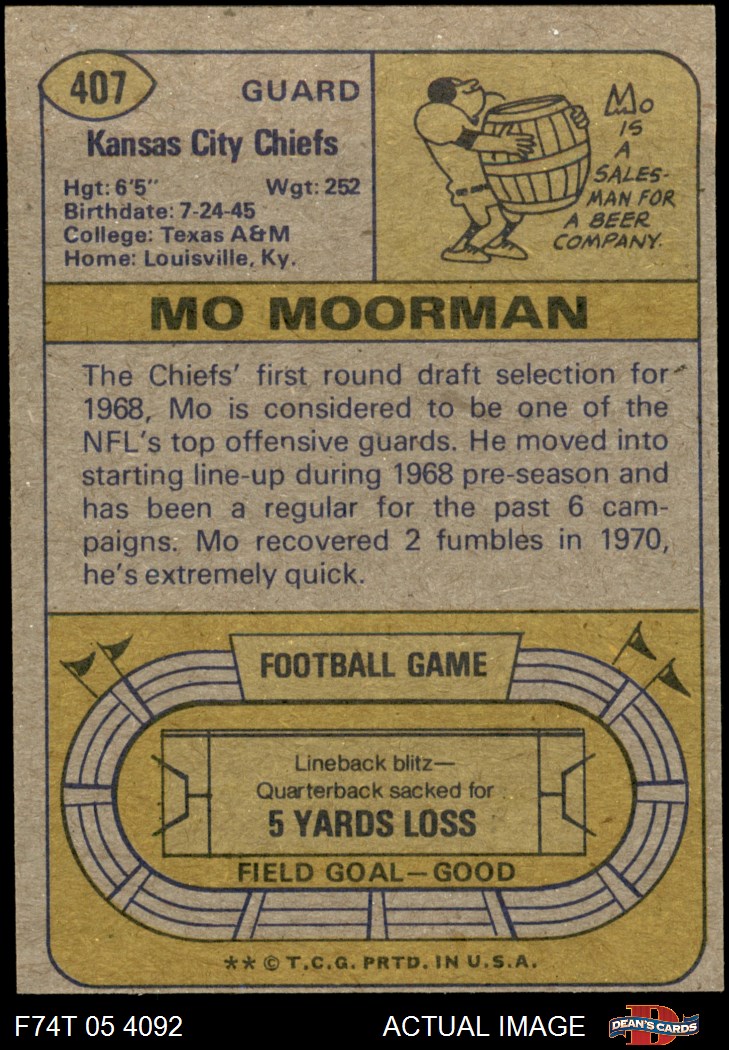 407
GUARD
Kansas City Chiefs
Hgt: 6'5" Wgt: 252
Birthdate: 7-24-45
College: Texas A&M
Home: Louisville, Ky.
Mo
IS
A
SALES-
MAN FOR
A BEER
COMPANY.
MO MOORMAN
The Chiefs' first round draft selection for
1968, Mo is considered to be one of the
NFL's top offensive guards. He moved into
starting line-up during 1968 pre-season and
has been a regular for the past 6 cam-
paigns. Mo recovered 2 fumbles in 1970,
he's extremely quick.
FOOTBALL GAME
Lineback blitz—
Quarterback sacked for
5 YARDS LOSS
FIELD GOAL—GOOD
** © T.C.G. PRTD. IN U.S.A.
F74T 05 4092 ACTUAL IMAGE
D
DEAN'S CARDS